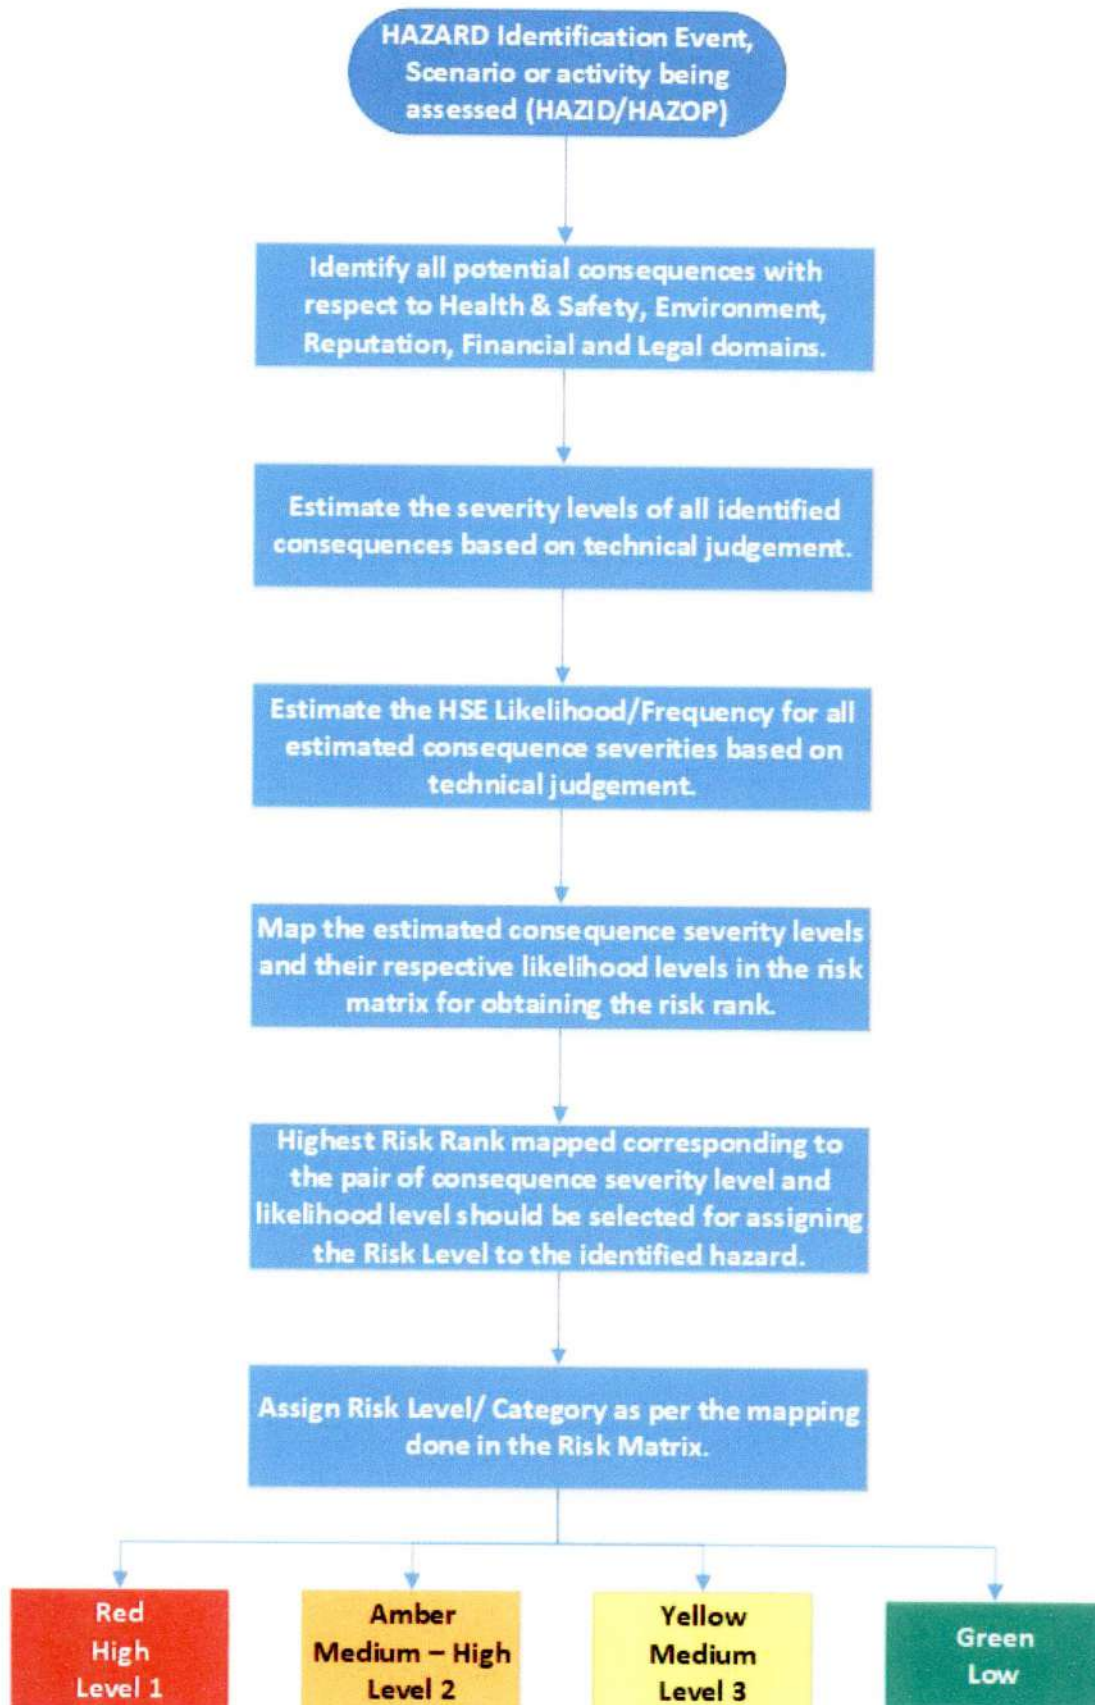 HAZARD Identification Event,
Scenario or activity being
assessed (HAZID/HAZOP)
Identify all potential consequences with
respect to Health & Safety, Environment,
Reputation, Financial and Legal domains.
Estimate the severity levels of all identified
consequences based on technical judgement.
Estimate the HSE Likelihood/Frequency for all
estimated consequence severities based on
technical judgement.
Map the estimated consequence severity levels
and their respective likelihood levels in the risk
matrix for obtaining the risk rank.
Highest Risk Rank mapped corresponding to
the pair of consequence severity level and
likelihood level should be selected for assigning
the Risk Level to the identified hazard.
Assign Risk Level/ Category as per the mapping
done in the Risk Matrix.
Red
High
Level 1
Amber
Medium – High
Level 2
Yellow
Medium
Level 3
Green
Low